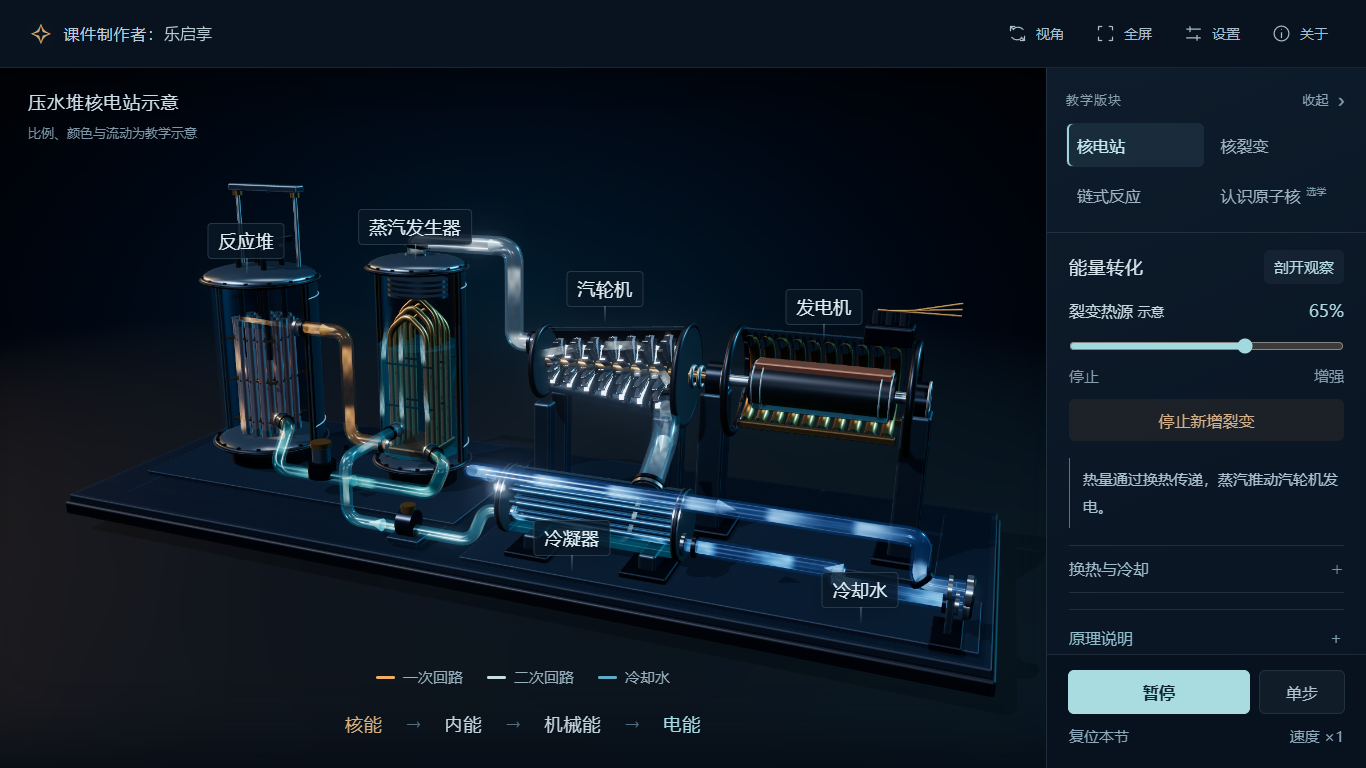 课件制作者：乐启享
视角
全屏
设置
关于
压水堆核电站示意
比例、颜色与流动为教学示意
反应堆
蒸汽发生器
汽轮机
发电机
冷凝器
冷却水
一次回路
二次回路
冷却水
核能 → 内能 → 机械能 → 电能
教学版块
收起 ›
核电站
核裂变
链式反应
认识原子核 选学
能量转化
剖开观察
裂变热源 示意
65%
停止
增强
停止新增裂变
热量通过换热传递，蒸汽推动汽轮机发
电。
换热与冷却 +
原理说明 +
暂停
单步
复位本节
速度 ×1